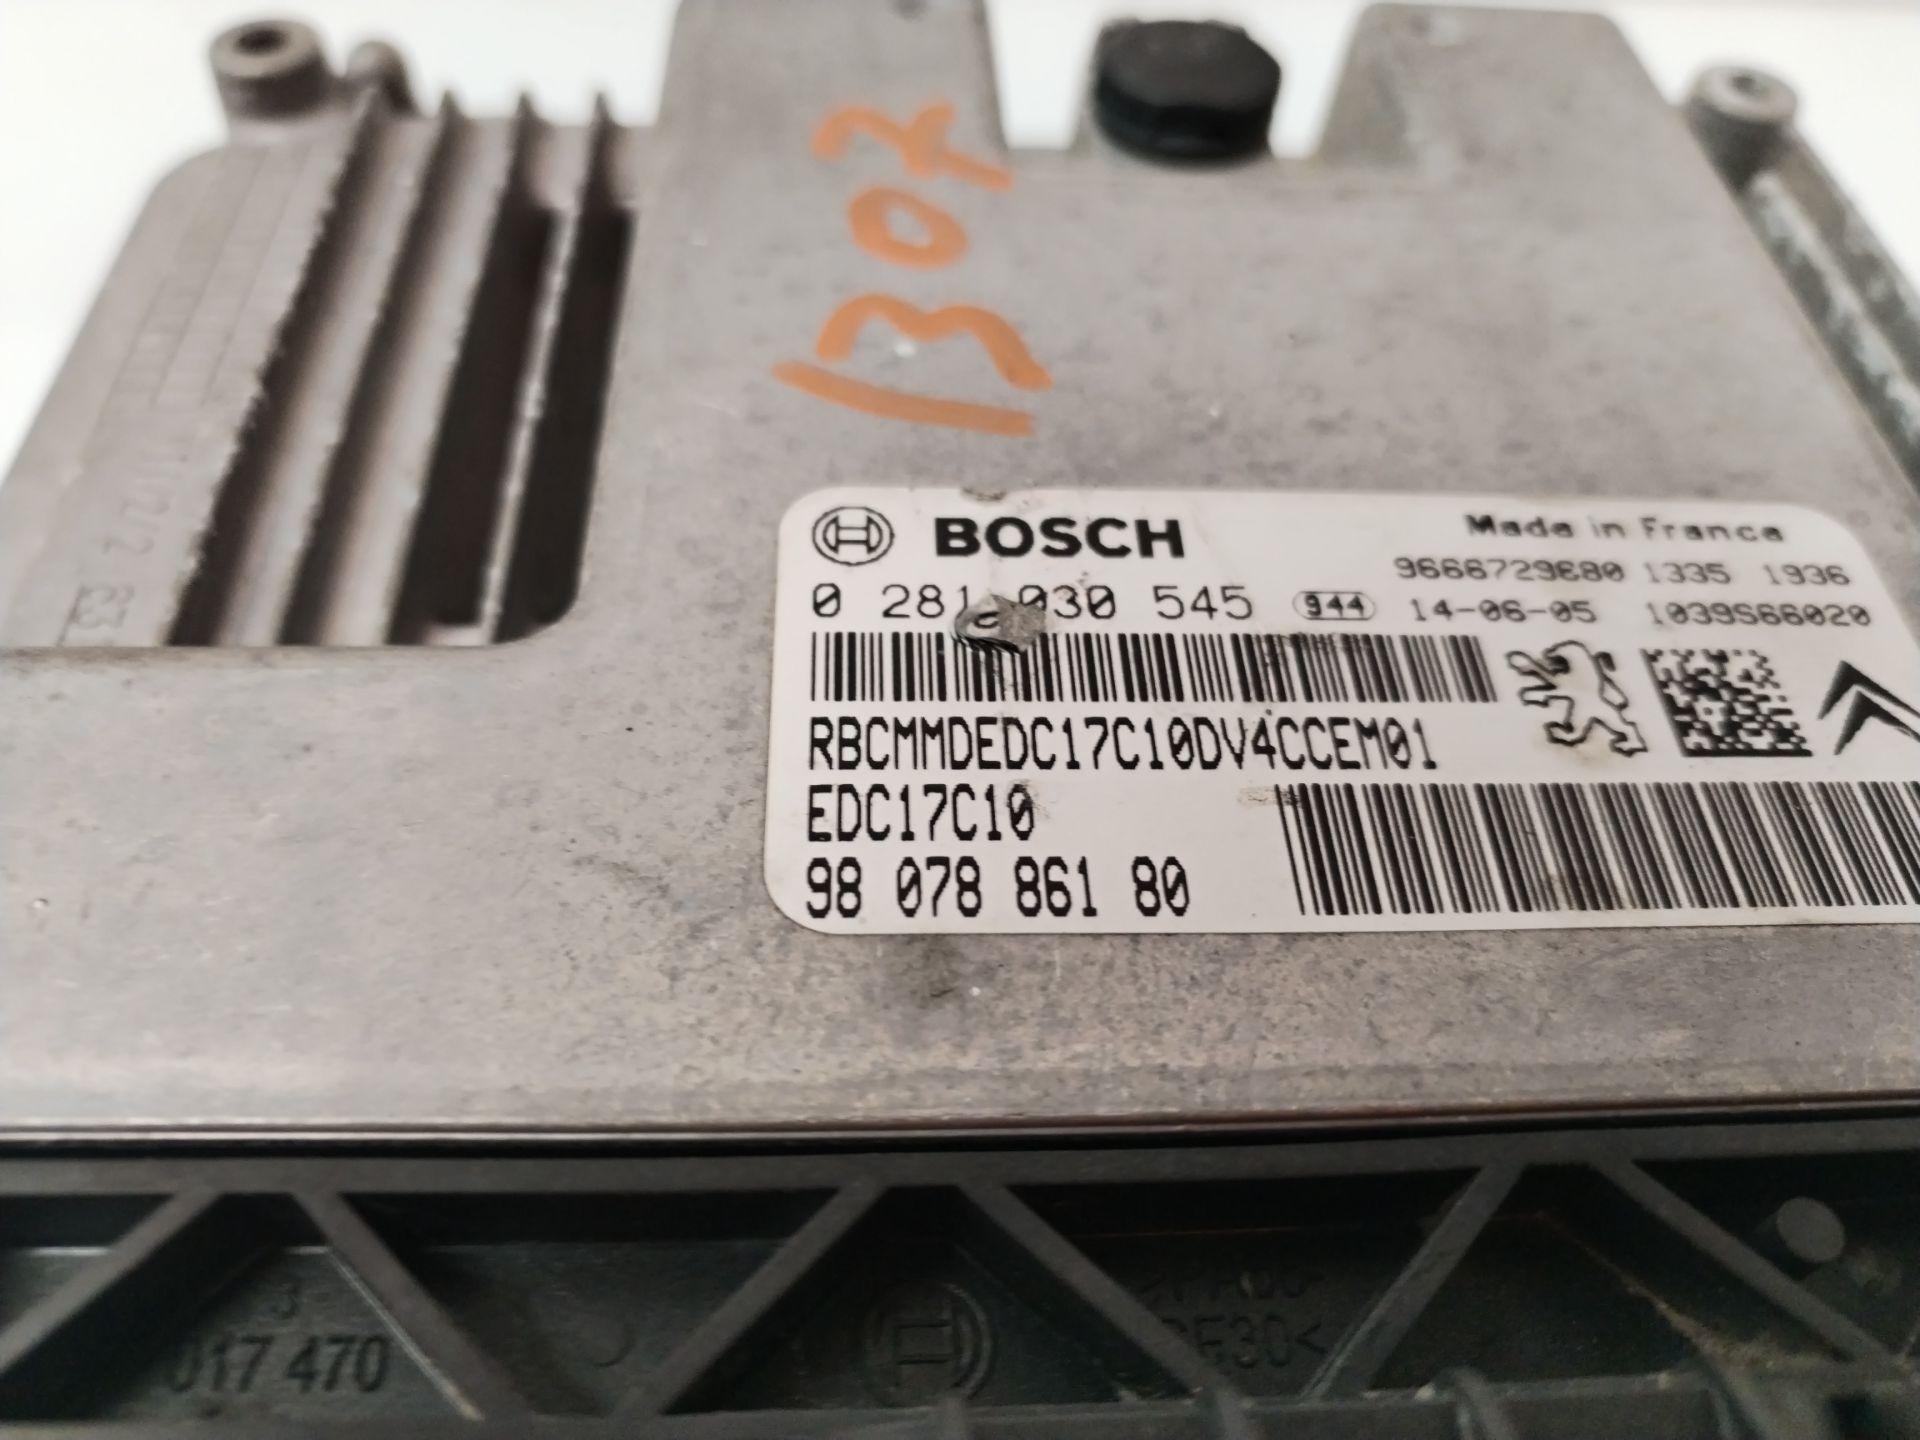 1307
BOSCH
Made in France
9666729680 1335 1936
0 281 030 545 944 14-06-05 1039S66020
RBCMMDEDC17C10DV4CCEM01
EDC17C10
98 078 861 80
017 470